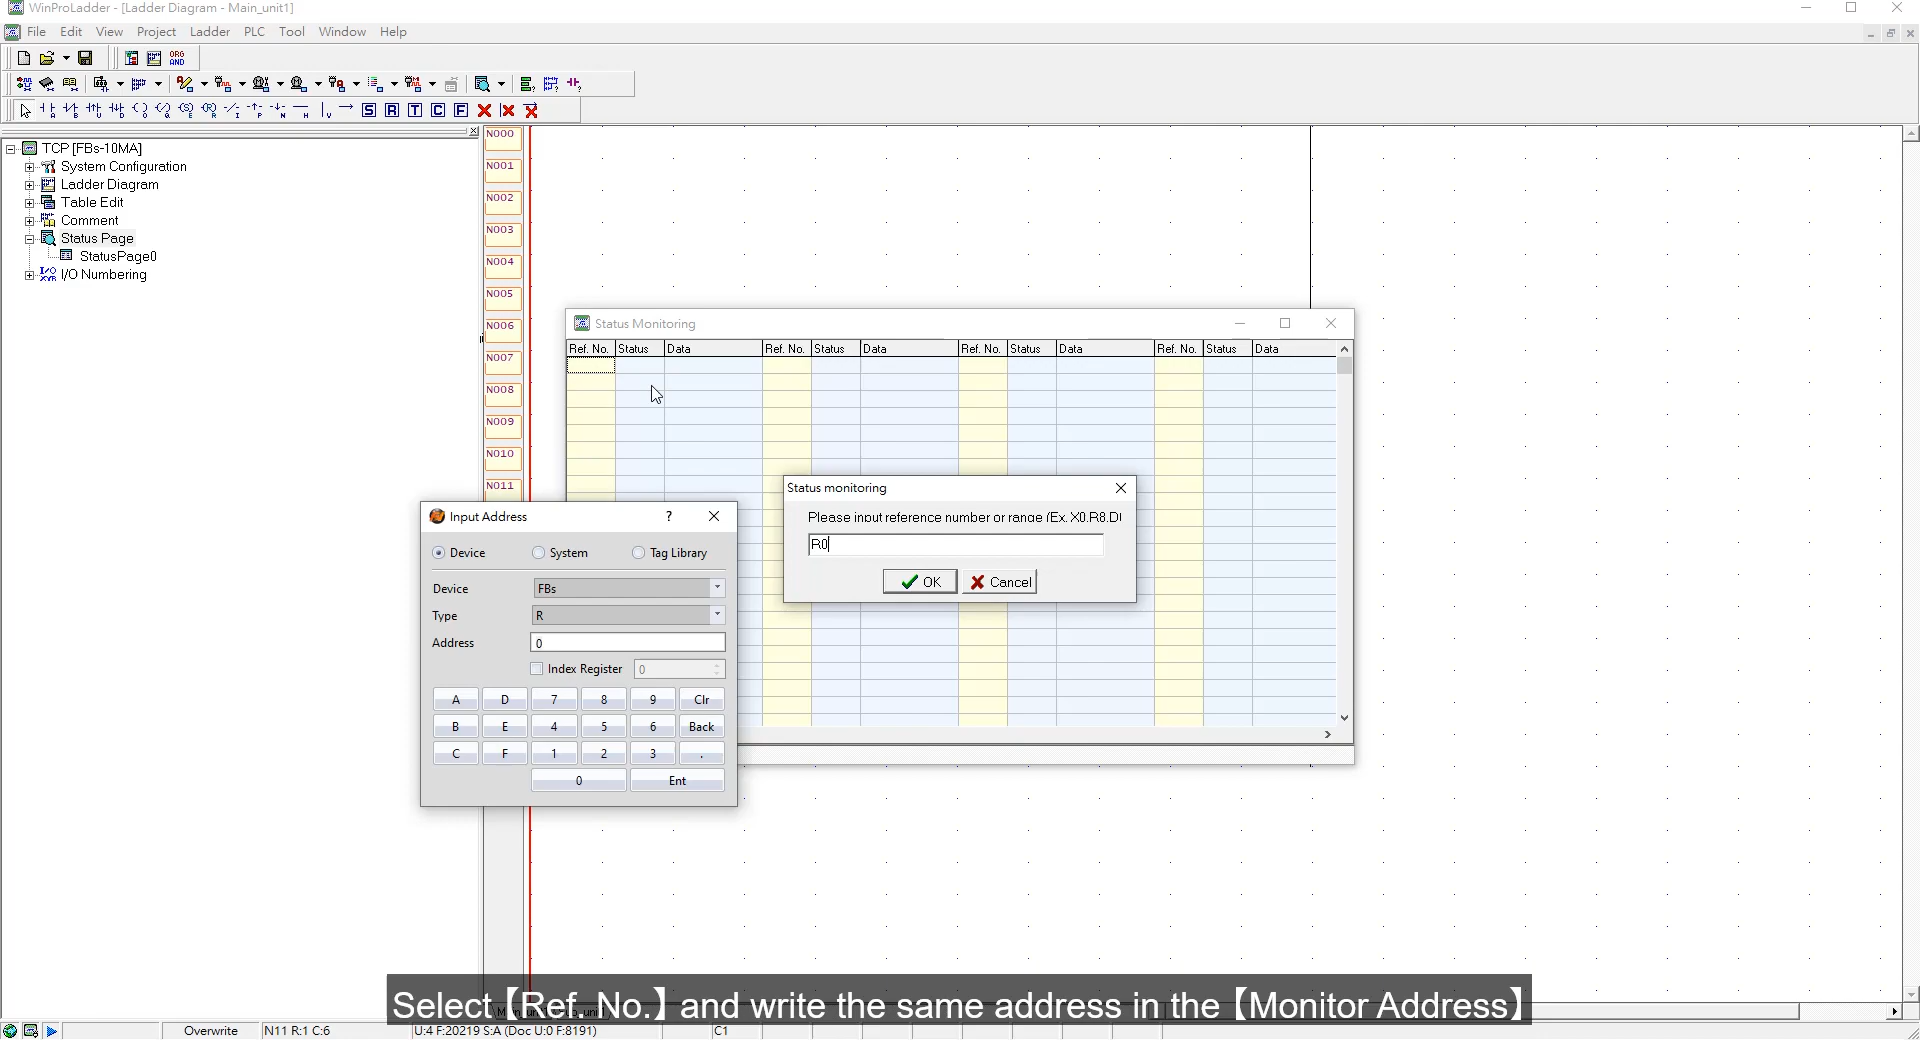 WinProLadder - [Ladder Diagram - Main_unit1]
File Edit View Project Ladder PLC Tool Window Help
ORG
AND
A B U D O Q S R I P N H V S R T C F
TCP [FBs-10MA]
System Configuration
Ladder Diagram
Table Edit
Comment
Status Page
StatusPage0
I/O Numbering
N000
N001
N002
N003
N004
N005
N006
N007
N008
N009
N010
N011
Status Monitoring
Ref. No. Status Data Ref. No. Status Data Ref. No. Status Data Ref. No. Status Data
Status monitoring
Please input reference number or range (Ex. X0.R8.D
R0
OK Cancel
Input Address ?
Device System Tag Library
Device FBs
Type R
Address 0
Index Register 0
A D 7 8 9 Clr
B E 4 5 6 Back
C F 1 2 3 .
0 Ent
Select【Ref. No.】and write the same address in the【Monitor Address】
Overwrite N11 R:1 C:6 U:4 F:20219 S:A (Doc U:0 F:8191) C1